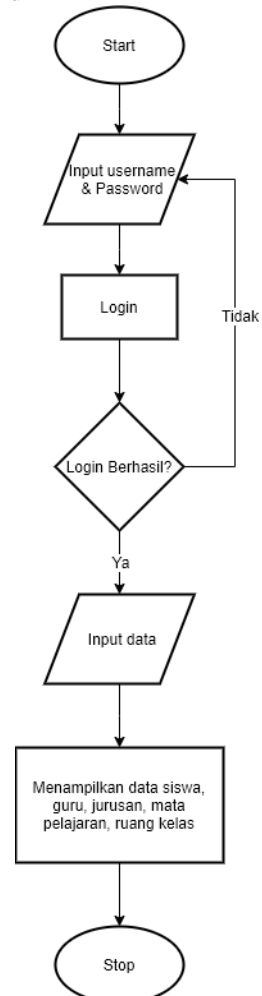 Start
Input username
& Password
Login
Tidak
Login Berhasil?
Ya
Input data
Menampilkan data siswa,
guru, jurusan, mata
pelajaran, ruang kelas
Stop